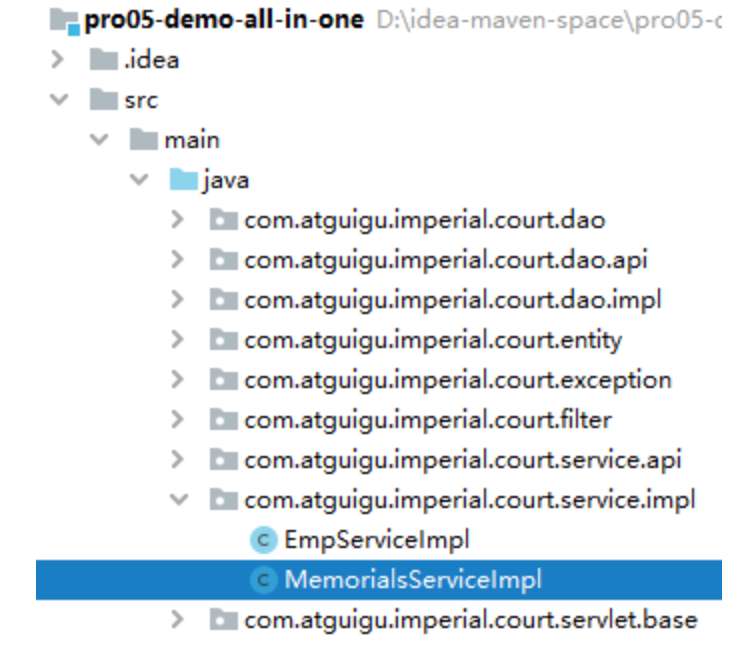 pro05-demo-all-in-one D:\idea-maven-space\pro05-
.idea
src
main
java
com.atguigu.imperial.court.dao
com.atguigu.imperial.court.dao.api
com.atguigu.imperial.court.dao.impl
com.atguigu.imperial.court.entity
com.atguigu.imperial.court.exception
com.atguigu.imperial.court.filter
com.atguigu.imperial.court.service.api
com.atguigu.imperial.court.service.impl
C EmpServiceImpl
C MemorialsServiceImpl
com.atguigu.imperial.court.servlet.base